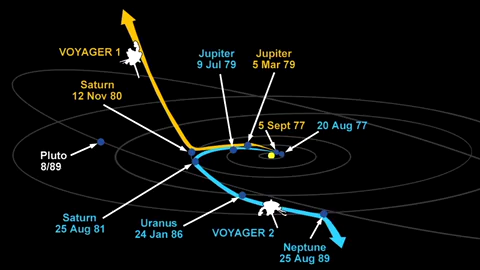 VOYAGER 1
Jupiter
9 Jul 79
Jupiter
5 Mar 79
Saturn
12 Nov 80
5 Sept 77
20 Aug 77
Pluto
8/89
Saturn
25 Aug 81
Uranus
24 Jan 86
VOYAGER 2
Neptune
25 Aug 89